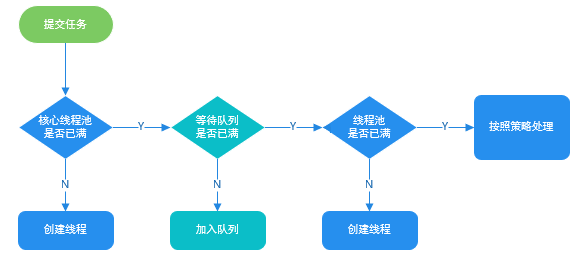 提交任务
核心线程池
是否已满
Y
等待队列
是否已满
Y
线程池
是否已满
Y
按照策略处理
N
N
N
创建线程
加入队列
创建线程